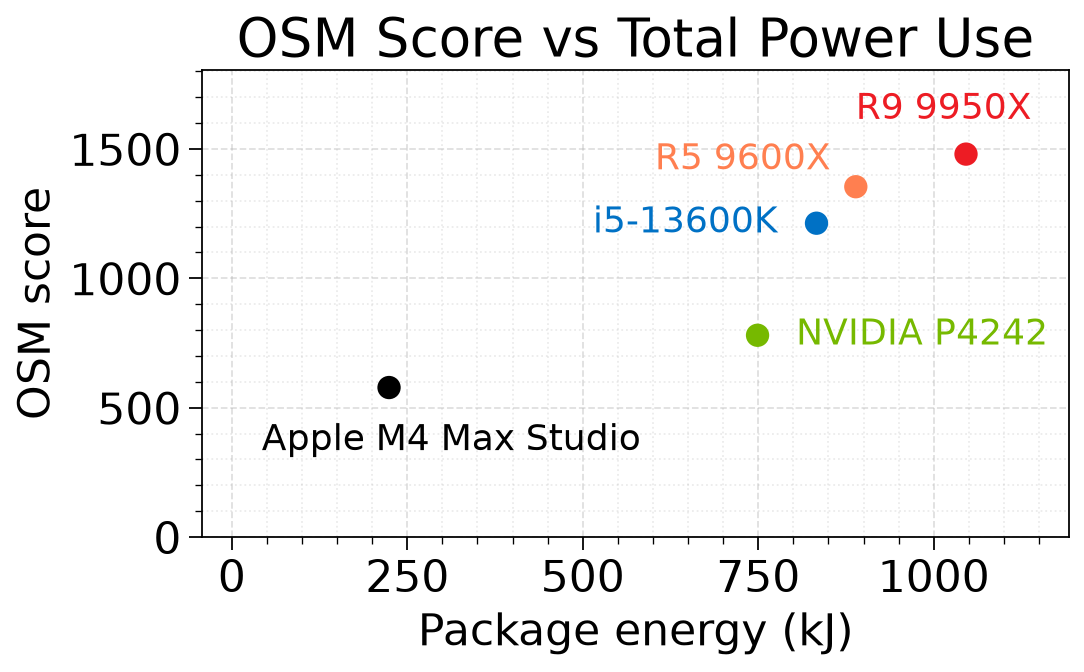 OSM Score vs Total Power Use
OSM score
1500
1000
500
0
R9 9950X
R5 9600X
i5-13600K
NVIDIA P4242
Apple M4 Max Studio
0 250 500 750 1000
Package energy (kJ)